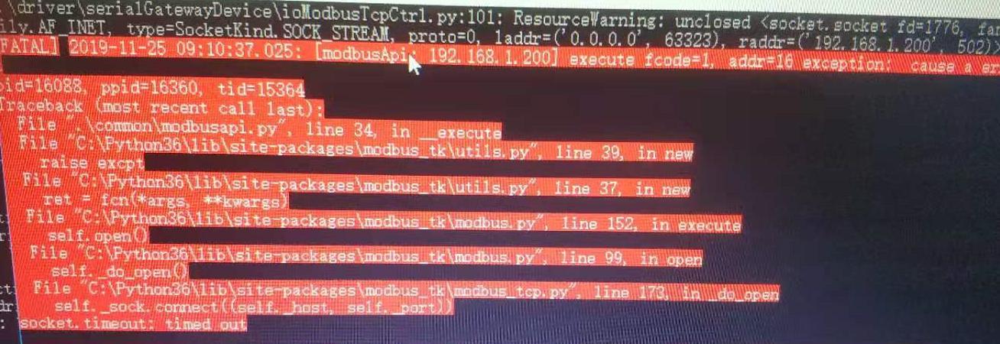 \driver\serialGatewayDevice\ioModbusTcpCtrl.py:101: ResourceWarning: unclosed <socket.socket fd=1776, fam
ily.AF_INET, type=SocketKind.SOCK_STREAM, proto=0, laddr=('0.0.0.0', 63323), raddr=('192.168.1.200', 502)>
FATAL] 2019-11-25 09:10:37.025: [modbusApi 192.168.1.200] execute fcode=1, addr=16 exception: cause a er
pid=16088, ppid=16360, tid=15364
Traceback (most recent call last):
File ".\common\modbusapi.py", line 34, in __execute
File "C:\Python36\lib\site-packages\modbus_tk\utils.py", line 39, in new
raise excpt
File "C:\Python36\lib\site-packages\modbus_tk\utils.py", line 37, in new
ret = fcn(*args, **kwargs)
File "C:\Python36\lib\site-packages\modbus_tk\modbus.py", line 152, in execute
self.open()
File "C:\Python36\lib\site-packages\modbus_tk\modbus.py", line 99, in open
self._do_open()
File "C:\Python36\lib\site-packages\modbus_tk\modbus_tcp.py", line 173, in _do_open
self._sock.connect((self._host, self._port))
: socket.timeout: timed out